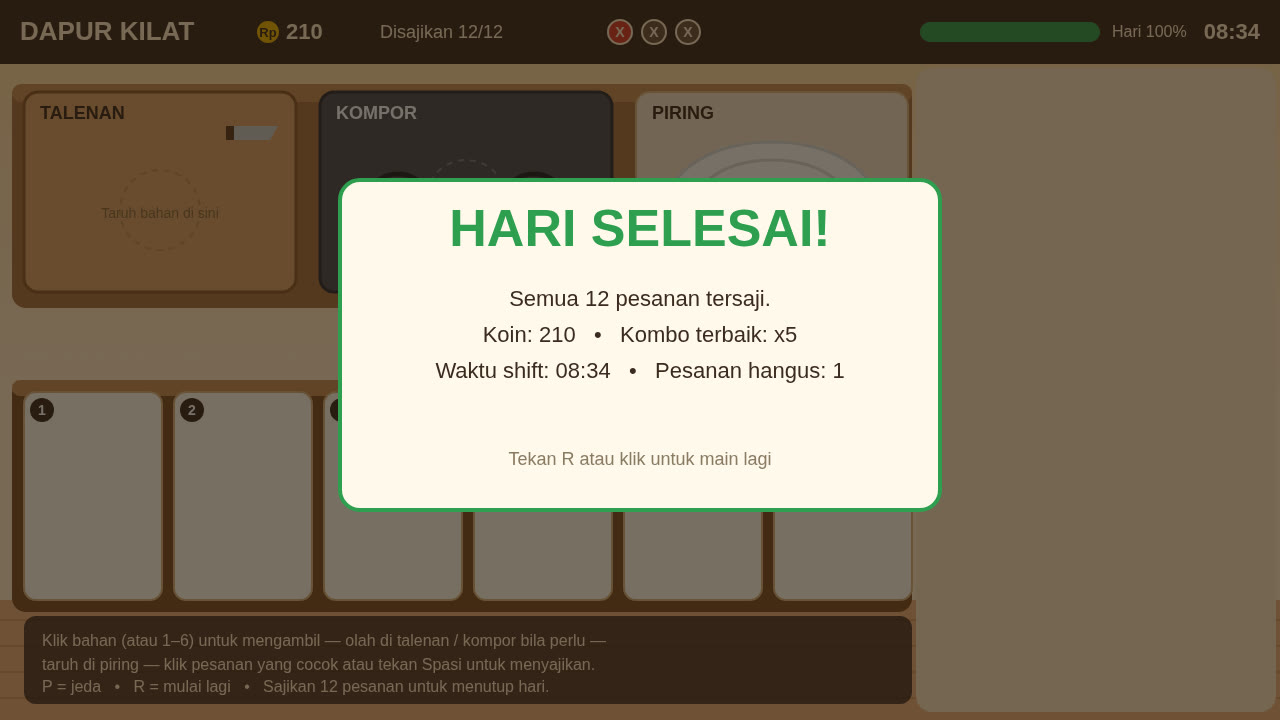 DAPUR KILAT
Rp 210
Disajikan 12/12
X X X
Hari 100%
08:34
TALENAN
Taruh bahan di sini
KOMPOR
PIRING
HARI SELESAI!
Semua 12 pesanan tersaji.
Koin: 210 • Kombo terbaik: x5
Waktu shift: 08:34 • Pesanan hangus: 1
Tekan R atau klik untuk main lagi
1
2
Klik bahan (atau 1–6) untuk mengambil — olah di talenan / kompor bila perlu —
taruh di piring — klik pesanan yang cocok atau tekan Spasi untuk menyajikan.
P = jeda • R = mulai lagi • Sajikan 12 pesanan untuk menutup hari.